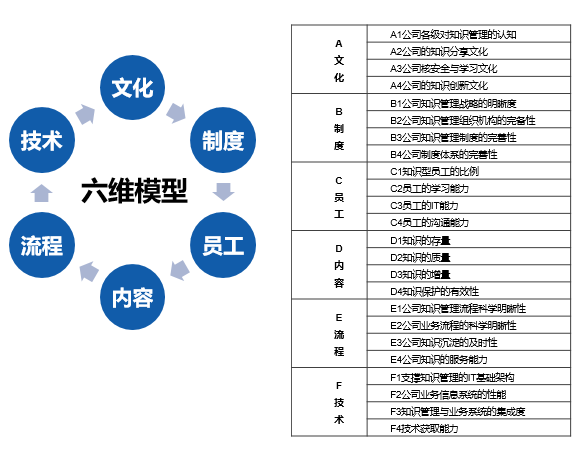 文化
技术
制度
六维模型
流程
员工
内容
A
文
化
A1公司各级对知识管理的认知
A2公司的知识分享文化
A3公司核安全与学习文化
A4公司的知识创新文化
B
制
度
B1公司知识管理战略的明晰度
B2公司知识管理组织机构的完备性
B3公司知识管理制度的完善性
B4公司制度体系的完善性
C
员
工
C1知识型员工的比例
C2员工的学习能力
C3员工的IT能力
C4员工的沟通能力
D
内
容
D1知识的存量
D2知识的质量
D3知识的增量
D4知识保护的有效性
E
流
程
E1公司知识管理流程科学明晰性
E2公司业务流程的科学明晰性
E3公司知识沉淀的及时性
E4公司知识的服务能力
F
技
术
F1支撑知识管理的IT基础架构
F2公司业务信息系统的性能
F3知识管理与业务系统的集成度
F4技术获取能力